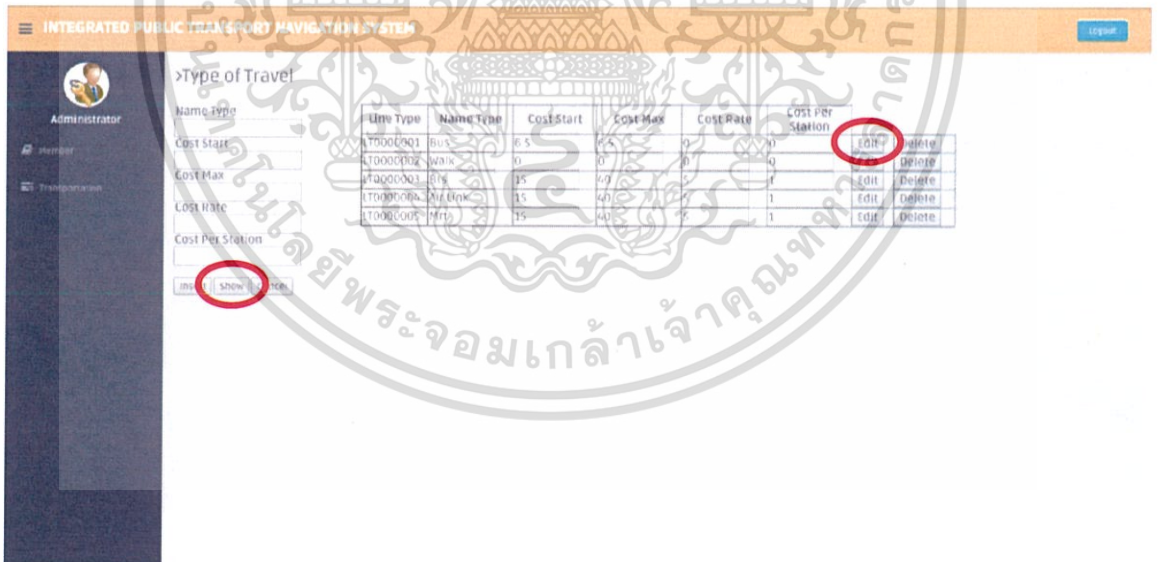 INTEGRATED PUBLIC TRANSPORT NAVIGATION SYSTEM
Logout
Administrator
Member
Transportation
>Type of Travel
Name Type
Cost Start
Cost Max
Cost Rate
Cost Per Station
Insert Show Cancel
Line Type Name Type Cost Start Cost Max Cost Rate Cost Per Station
LT0000001 Bus 6.5 6.5 0 0 Edit Delete
LT0000002 Walk 0 0 0 Edit Delete
LT0000003 15 40 1 Edit Delete
LT0000004 Air Link 15 40 1 Edit Delete
LT0000005 Mrt 15 40 1 Edit Delete
พระจอมเกล้าเจ้าคุณทหาร